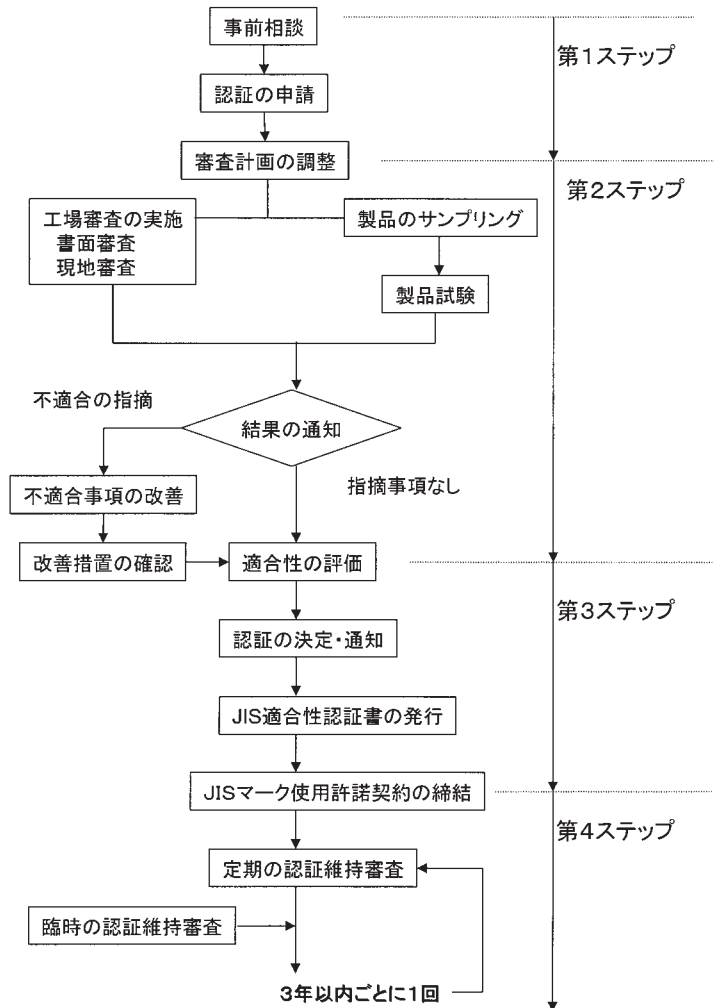 事前相談
第1ステップ
認証の申請
審査計画の調整
第2ステップ
工場審査の実施
書面審査
現地審査
製品のサンプリング
製品試験
不適合の指摘
結果の通知
指摘事項なし
不適合事項の改善
改善措置の確認
適合性の評価
第3ステップ
認証の決定・通知
JIS適合性認証書の発行
JISマーク使用許諾契約の締結
第4ステップ
定期の認証維持審査
臨時の認証維持審査
3年以内ごとに1回